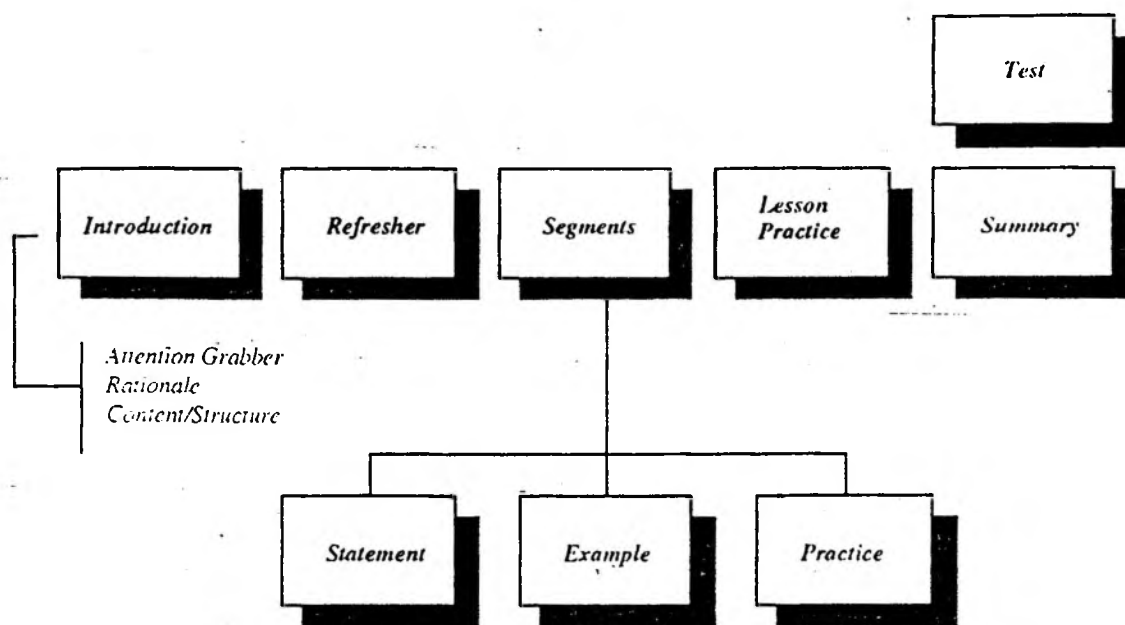 Test
Introduction
Refresher
Segments
Lesson
Practice
Summary
Attention Grabber
Rationale
Content/Structure
Statement
Example
Practice